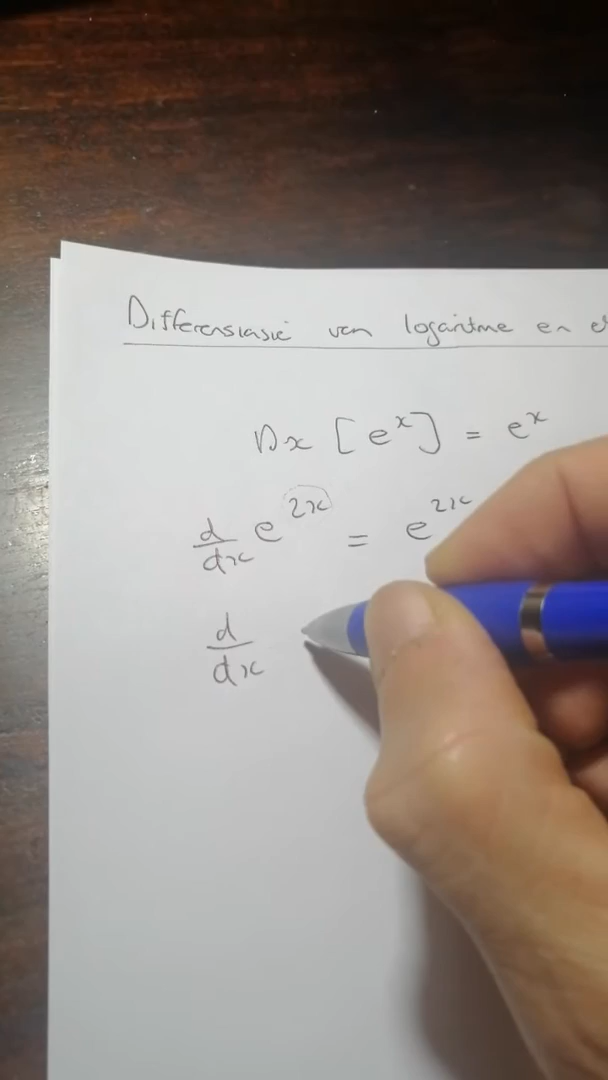 Differensiasie van logaritme en e
Dx [e^x] = e^x
d/dx e^2x = e^2x
d/dx